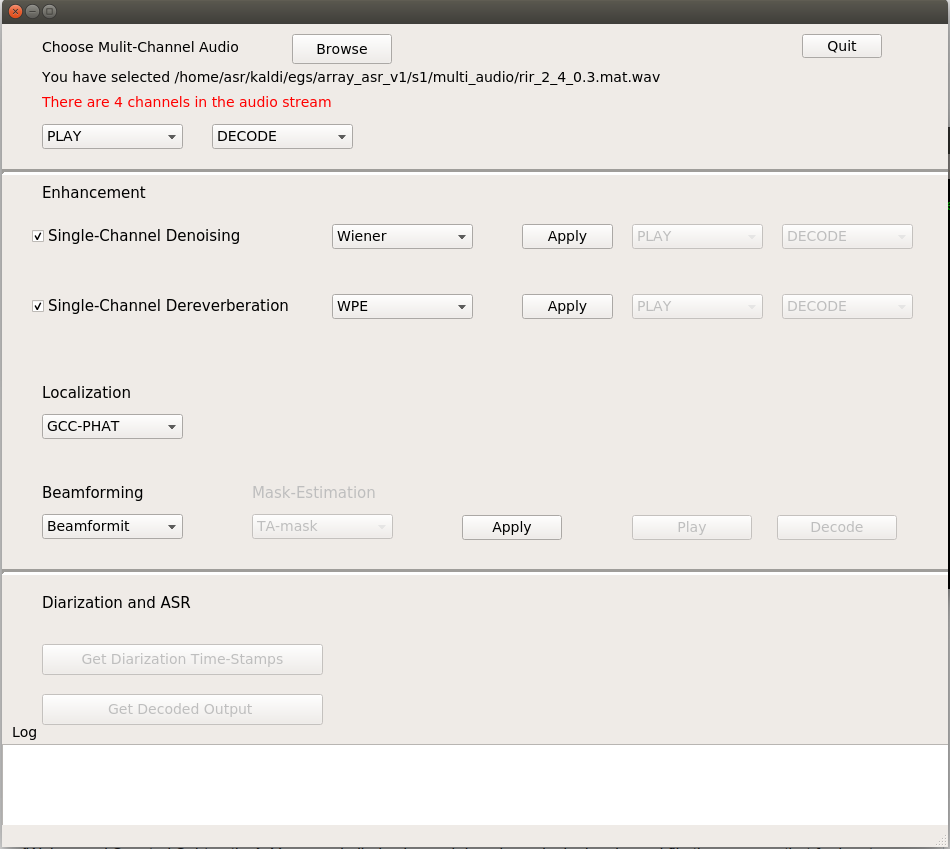 Choose Mulit-Channel Audio Browse Quit
You have selected /home/asr/kaldi/egs/array_asr_v1/s1/multi_audio/rir_2_4_0.3.mat.wav
There are 4 channels in the audio stream
PLAY DECODE
Enhancement
Single-Channel Denoising Wiener Apply PLAY DECODE
Single-Channel Dereverberation WPE Apply PLAY DECODE
Localization
GCC-PHAT
Beamforming Mask-Estimation
Beamformit TA-mask Apply Play Decode
Diarization and ASR
Get Diarization Time-Stamps
Get Decoded Output
Log